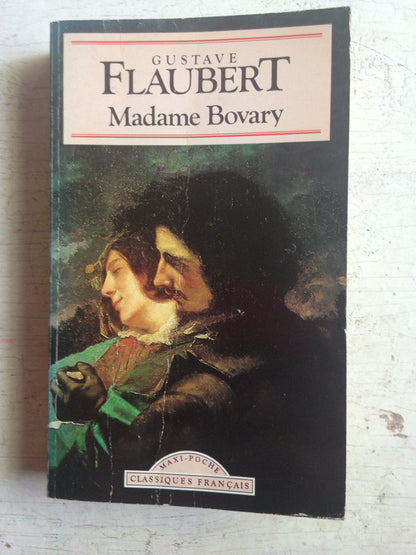 GUSTAVE
FLAUBERT
Madame Bovary
MAXI-POCHE
CLASSIQUES FRANÇAIS